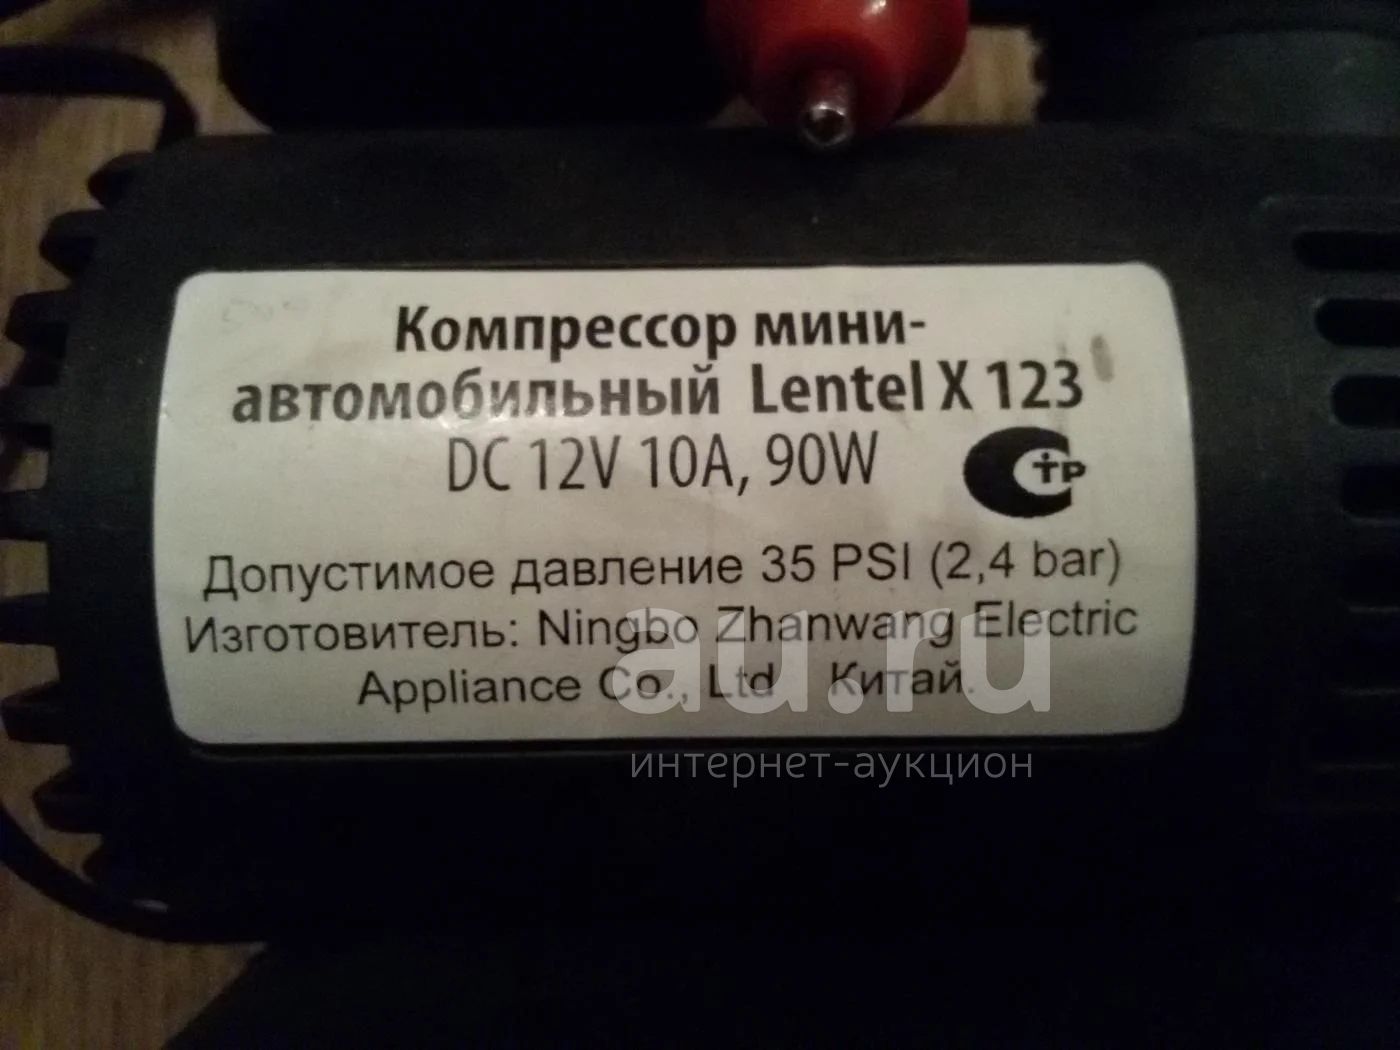 Компрессор мини-
автомобильный Lentel X 123
DC 12V 10A, 90W
СТР
Допустимое давление 35 PSI (2,4 bar)
Изготовитель: Ningbo Zhanwang Electric
Appliance Co., Ltd Китай.
au.ru
интернет-аукцион